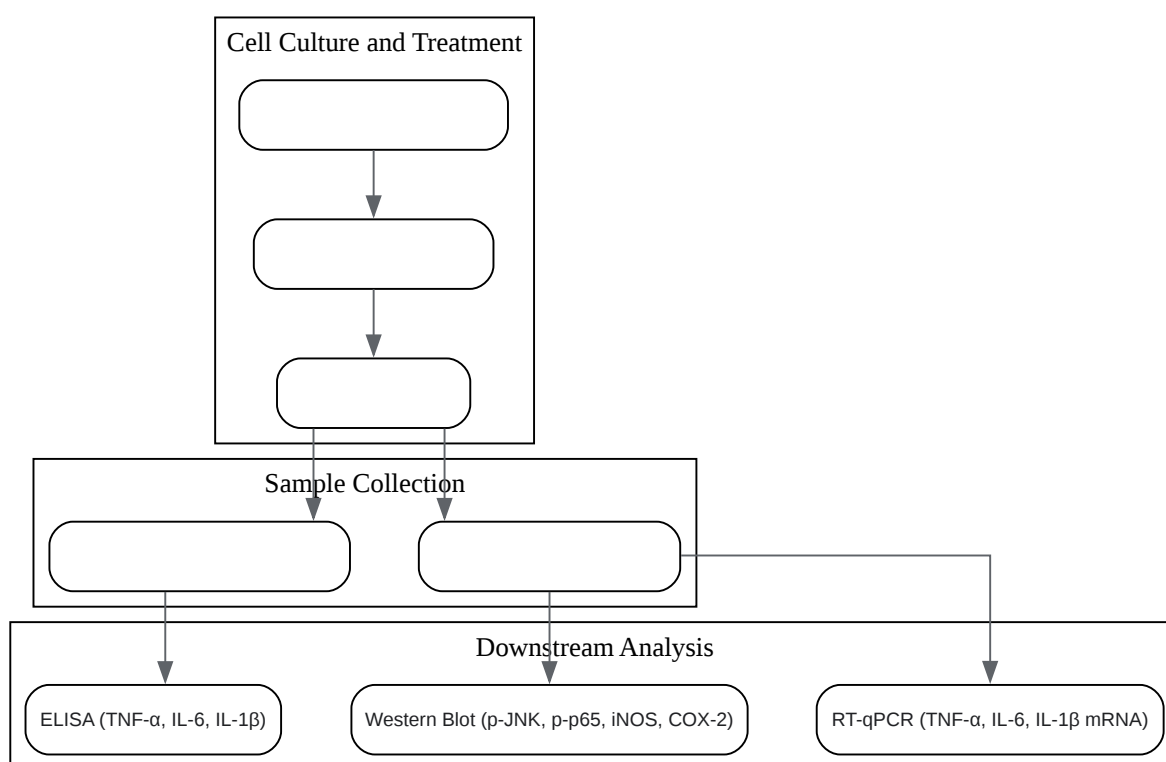 Cell Culture and Treatment
Sample Collection
Downstream Analysis
ELISA (TNF-α, IL-6, IL-1β)
Western Blot (p-JNK, p-p65, iNOS, COX-2)
RT-qPCR (TNF-α, IL-6, IL-1β mRNA)